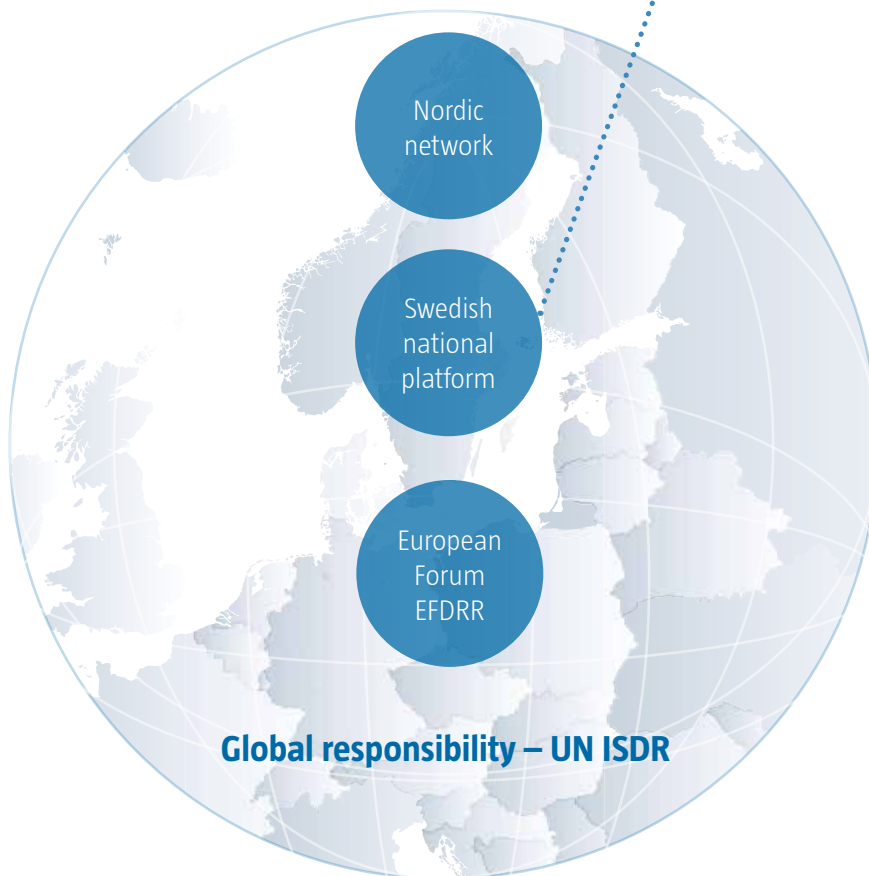 Nordic
network
Swedish
national
platform
European
Forum
EFDRR
Global responsibility – UN ISDR